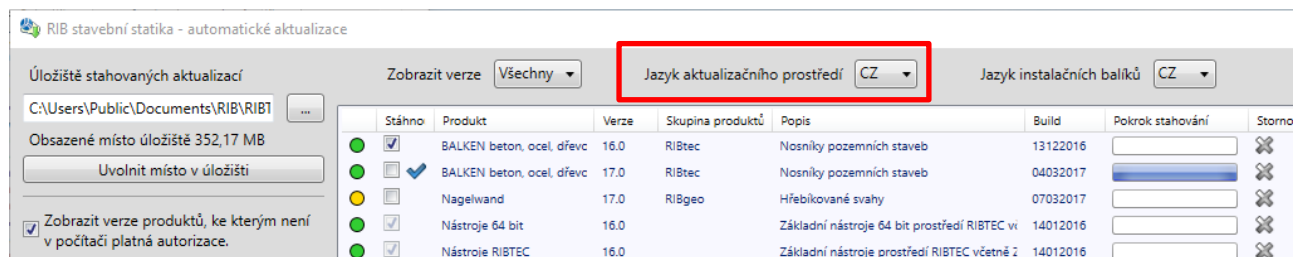 RIB stavební statika - automatické aktualizace
Úložiště stahovaných aktualizací
Zobrazit verze Všechny
Jazyk aktualizačního prostředí CZ
Jazyk instalačních balíků CZ
C:\Users\Public\Documents\RIB\RIBT ...
Obsazené místo úložiště 352,17 MB
Uvolnit místo v úložišti
Zobrazit verze produktů, ke kterým není
v počítači platná autorizace.
Stáhno Produkt Verze Skupina produktů Popis Build Pokrok stahování Storno
BALKEN beton, ocel, dřevc 16.0 RIBtec Nosníky pozemních staveb 13122016
BALKEN beton, ocel, dřevc 17.0 RIBtec Nosníky pozemních staveb 04032017
Nagelwand 17.0 RIBgeo Hřebíkované svahy 07032017
Nástroje 64 bit 16.0 Základní nástroje 64 bit prostředí RIBTEC vč 14012016
Nástroje RIBTEC 16.0 Základní nástroje prostředí RIBTEC včetně 2 14012016